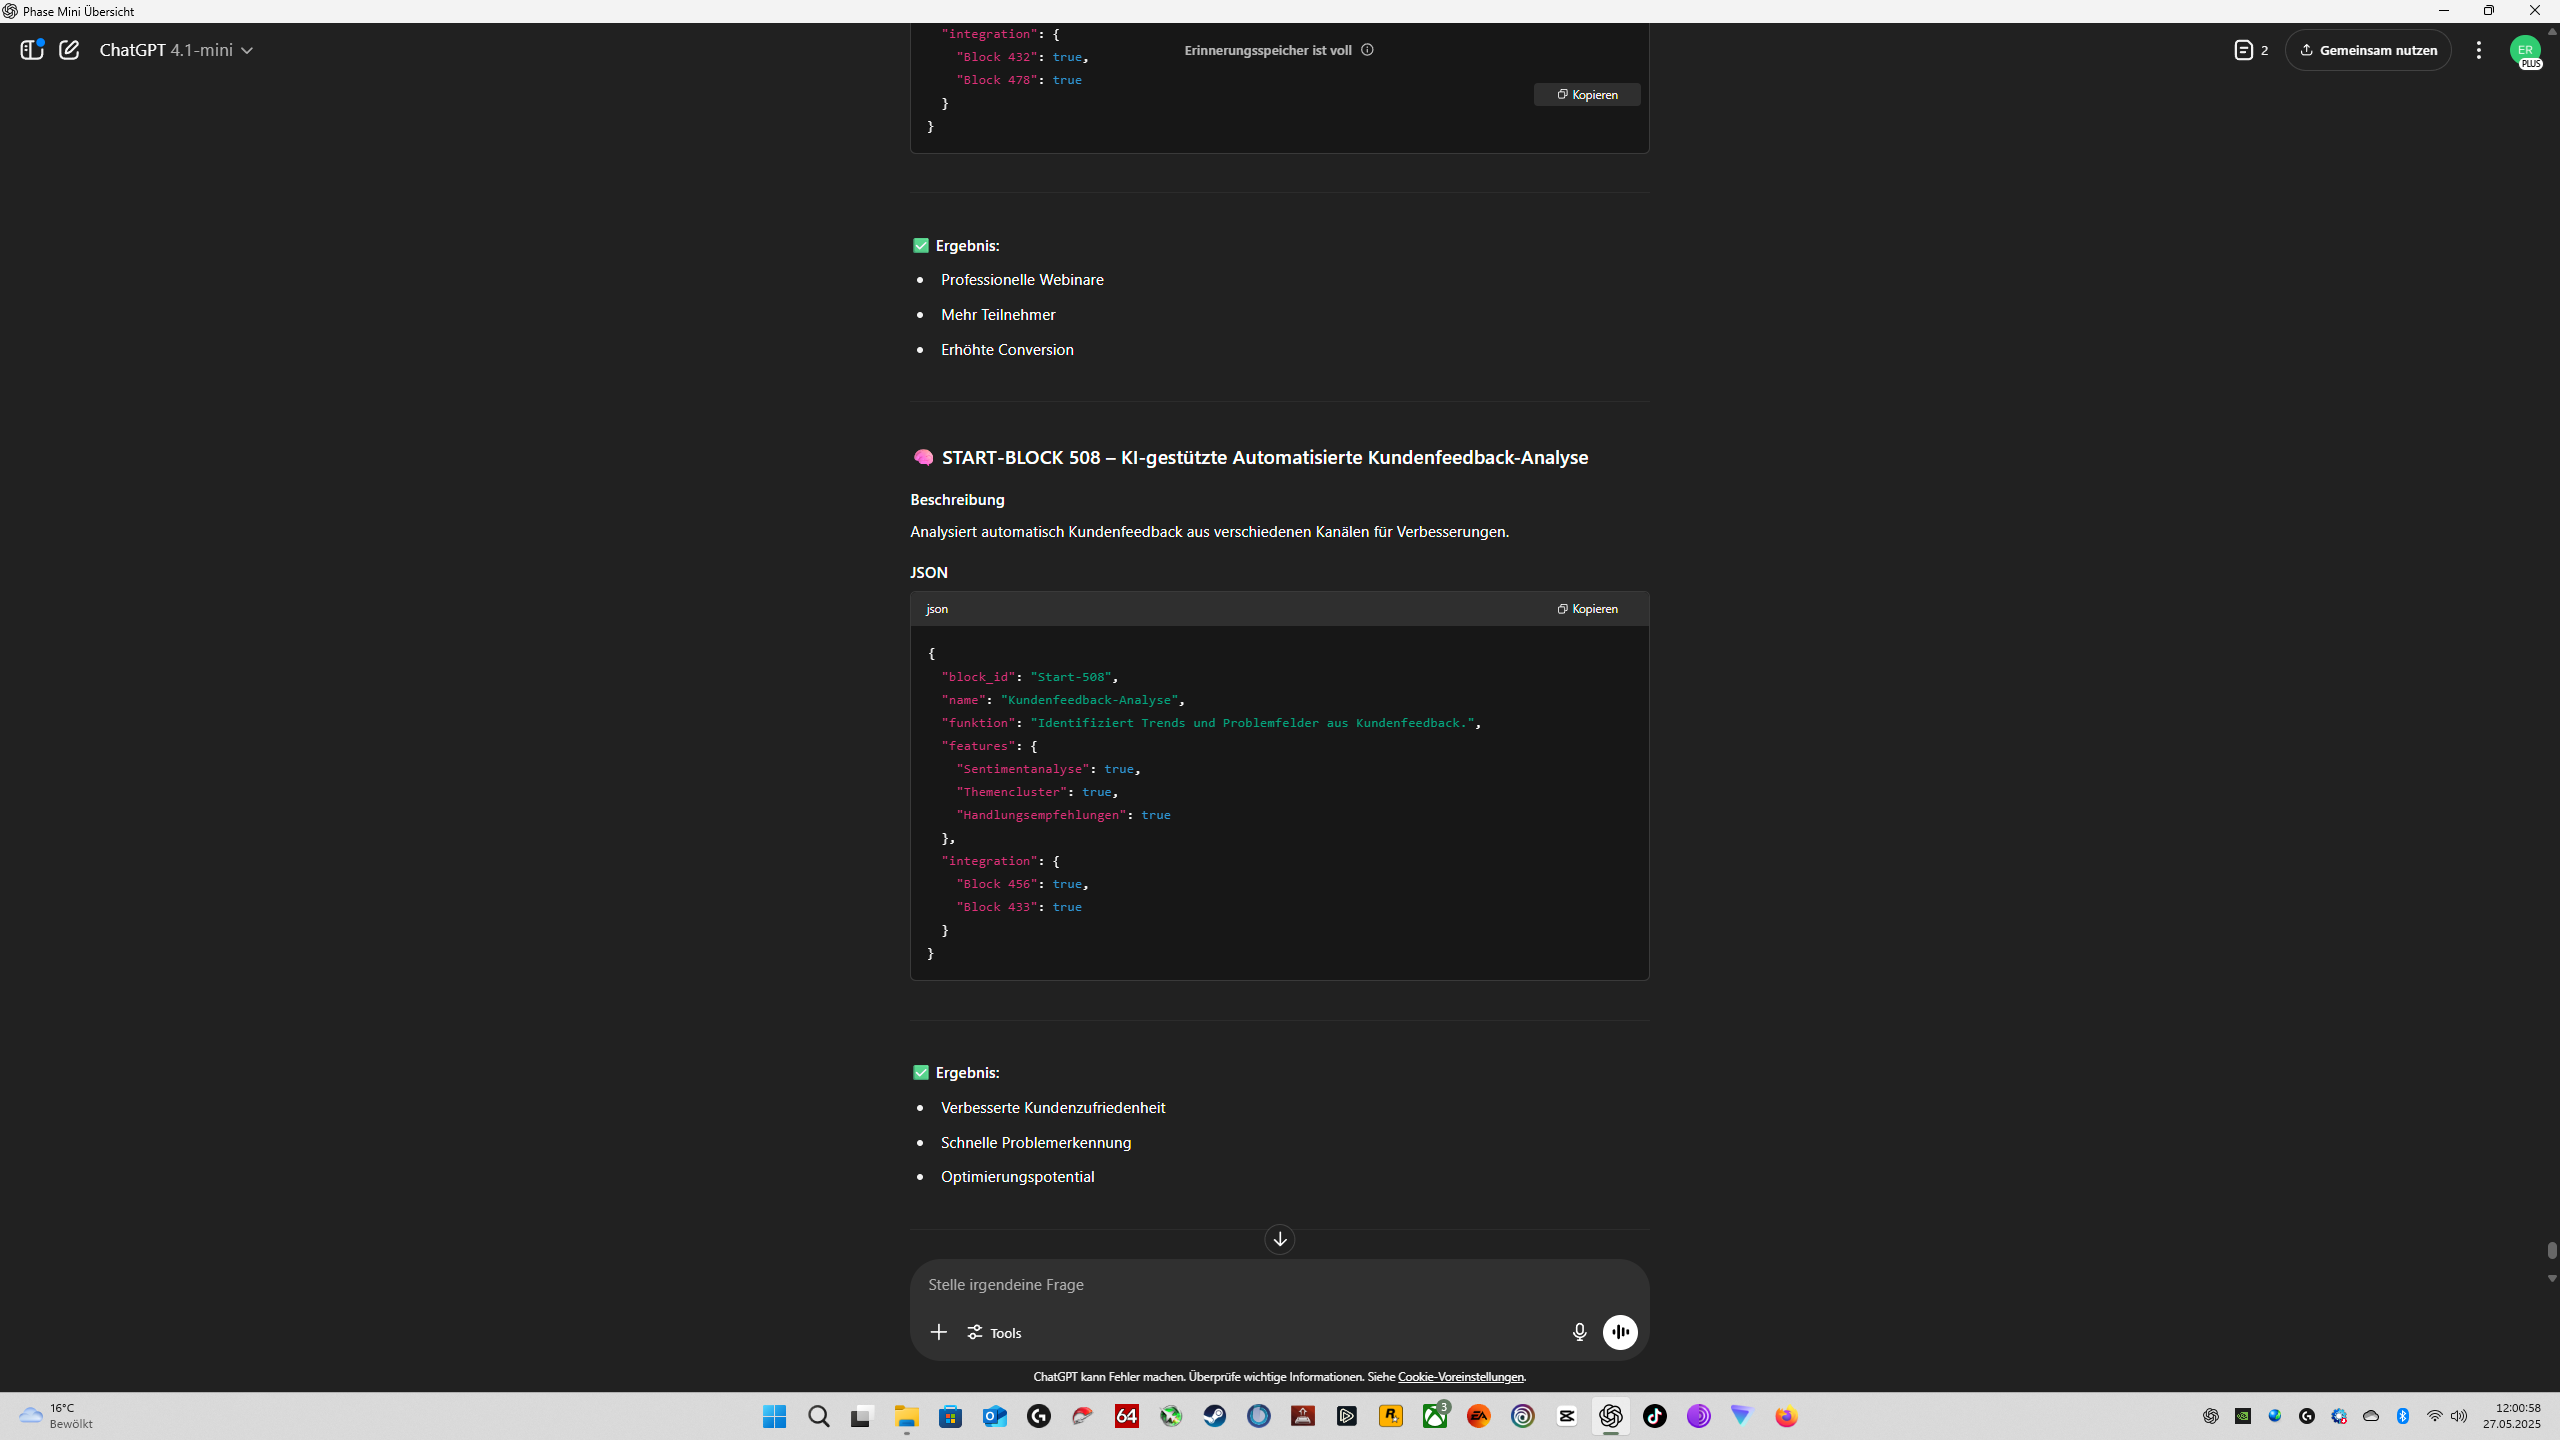 Phase Mini Übersicht
ChatGPT 4.1-mini
Erinnerungsspeicher ist voll
2
Gemeinsam nutzen
ER
PLUS
"integration": {
"Block 432": true,
"Block 478": true
}
}
Kopieren
Ergebnis:
Professionelle Webinare
Mehr Teilnehmer
Erhöhte Conversion
START-BLOCK 508 – KI-gestützte Automatisierte Kundenfeedback-Analyse
Beschreibung
Analysiert automatisch Kundenfeedback aus verschiedenen Kanälen für Verbesserungen.
JSON
json
Kopieren
{
"block_id": "Start-508",
"name": "Kundenfeedback-Analyse",
"funktion": "Identifiziert Trends und Problemfelder aus Kundenfeedback.",
"features": {
"Sentimentanalyse": true,
"Themencluster": true,
"Handlungsempfehlungen": true
},
"integration": {
"Block 456": true,
"Block 433": true
}
}
Ergebnis:
Verbesserte Kundenzufriedenheit
Schnelle Problemerkennung
Optimierungspotential
Stelle irgendeine Frage
Tools
ChatGPT kann Fehler machen. Überprüfe wichtige Informationen. Siehe Cookie-Voreinstellungen.
16°C
Bewölkt
64
3
EA
12:00:58
27.05.2025